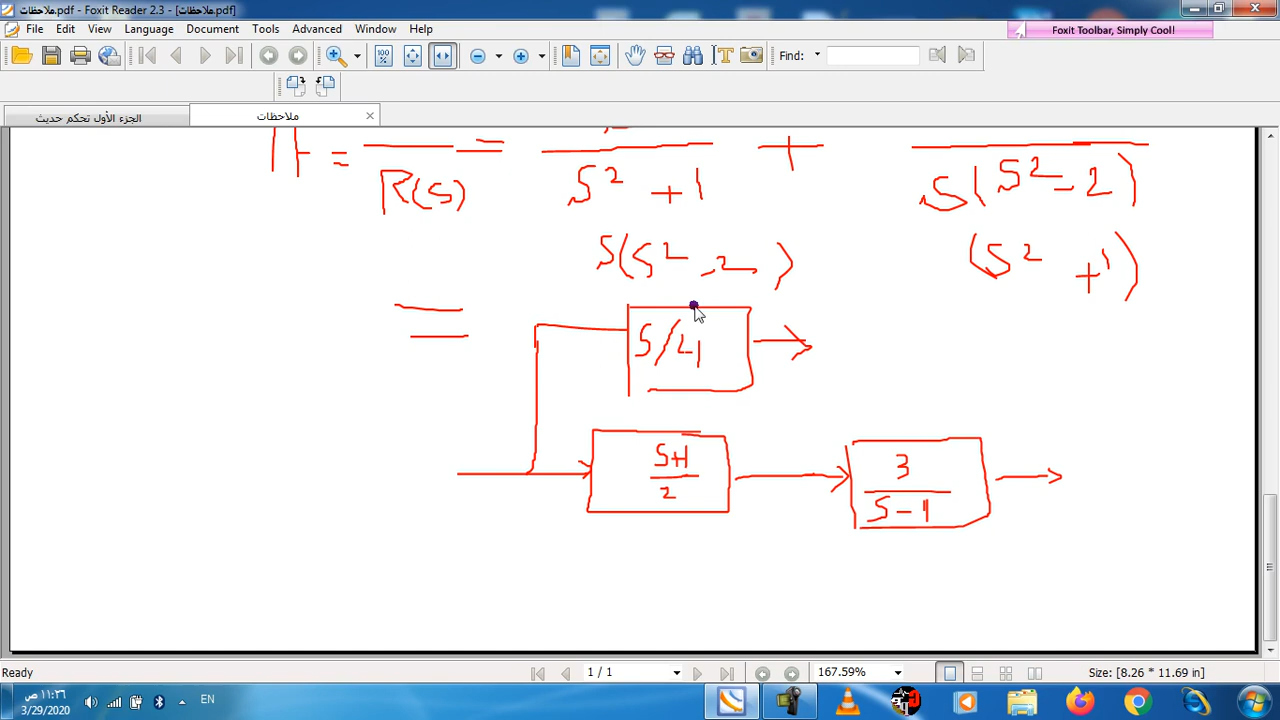 ملاحظات.pdf - Foxit Reader 2.3 - [ملاحظات.pdf]
File Edit View Language Document Tools Advanced Window Help
Foxit Toolbar, Simply Cool!
Find:
الجزء الأول تحكم حديث
ملاحظات
= R(S) = S² + 1 + S(S² - 2)
S(S² - 2) (S² + 1)
=
S/4
S+1
2
3
S-1
Ready 1 / 1 167.59% Size: [8.26 * 11.69 in]
EN ١١:٢٦ ص
3/29/2020